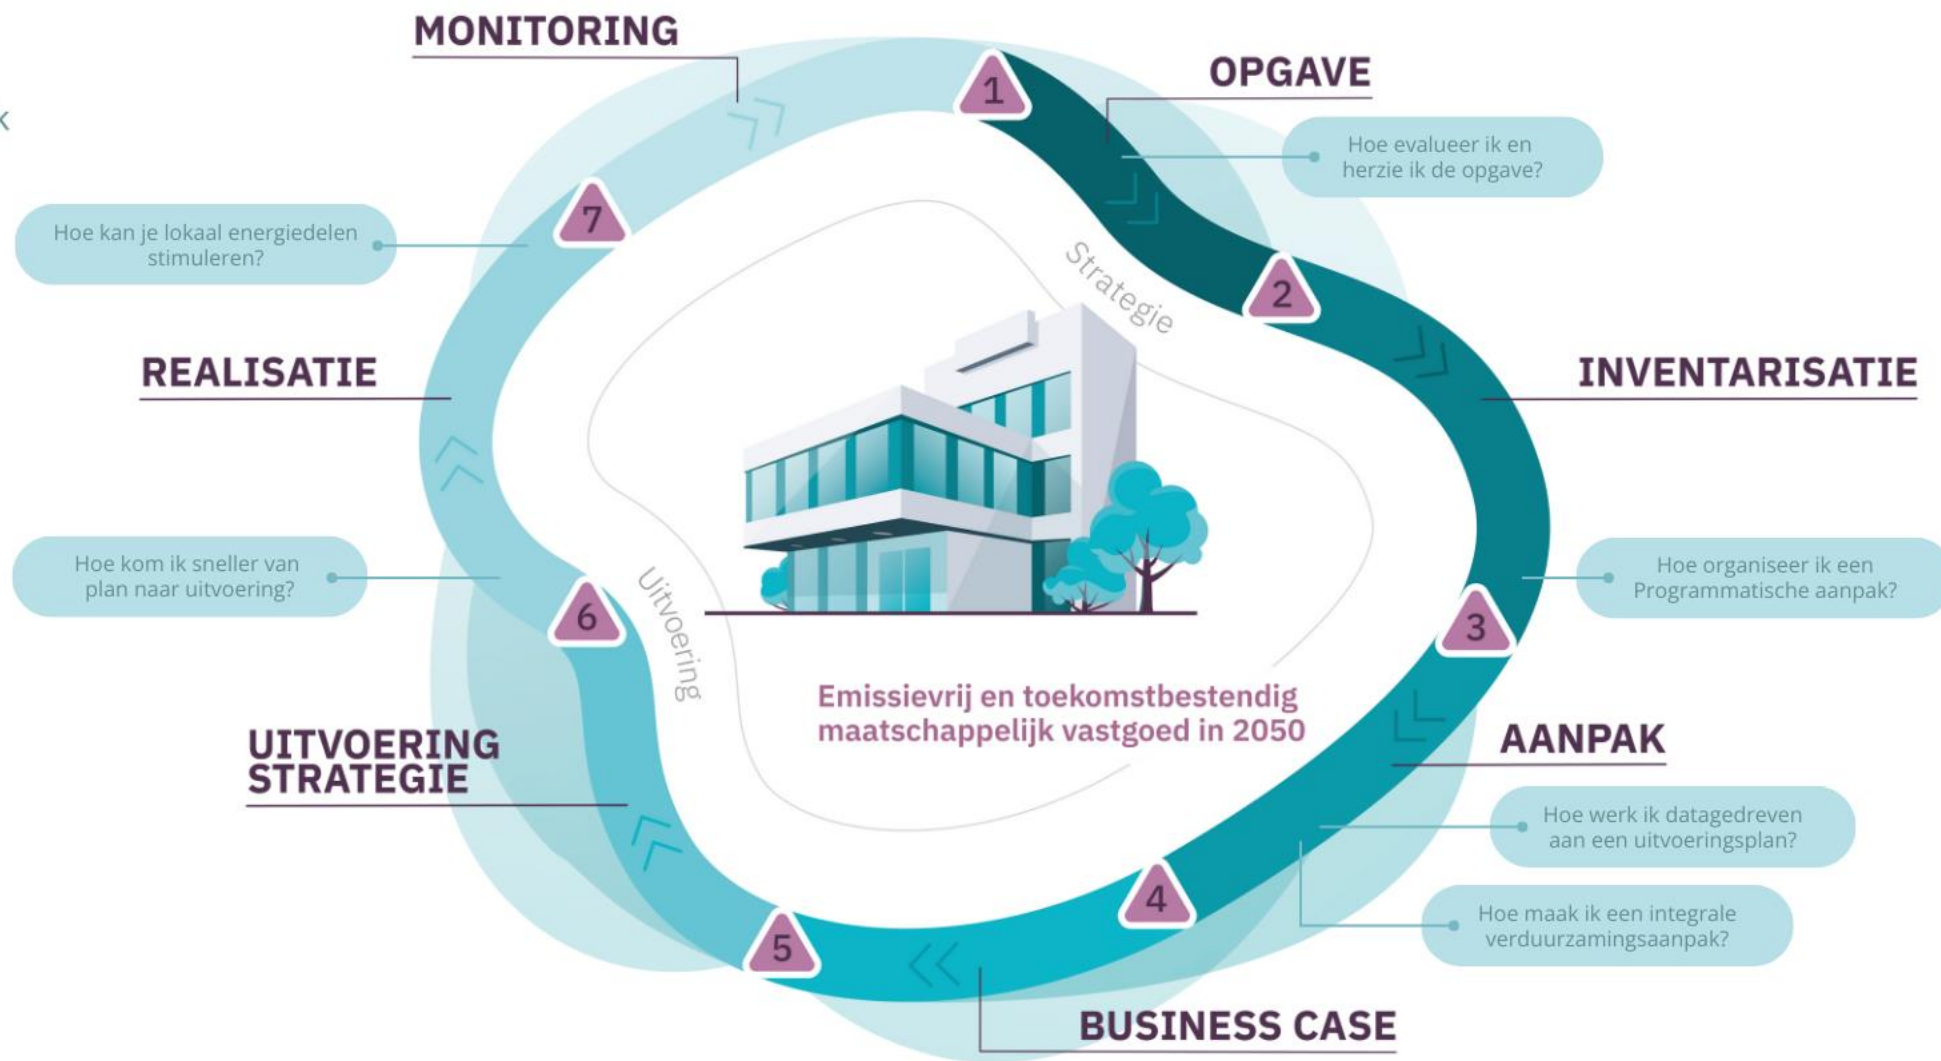 MONITORING
OPGAVE
k
1
Hoe evalueer ik en
herzie ik de opgave?
7
Hoe kan je lokaal energiedelen
stimuleren?
Strategie
2
REALISATIE
INVENTARISATIE
Hoe kom ik sneller van
plan naar uitvoering?
6
Uitvoering
Hoe organiseer ik een
Programmatische aanpak?
3
Emissievrij en toekomstbestendig
maatschappelijk vastgoed in 2050
UITVOERING
STRATEGIE
AANPAK
Hoe werk ik datagedreven
aan een uitvoeringsplan?
4
Hoe maak ik een integrale
verduurzamingsaanpak?
5
BUSINESS CASE